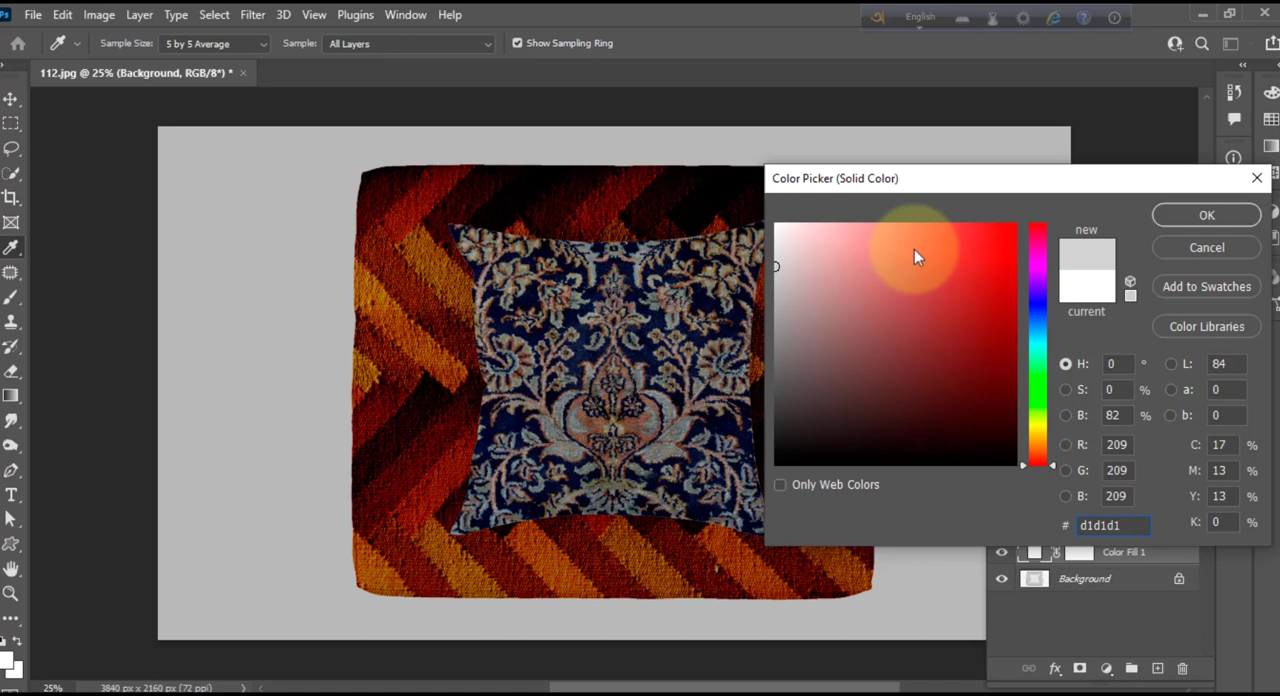 Ps File Edit Image Layer Type Select Filter 3D View Plugins Window Help
English
Sample Size: 5 by 5 Average Sample: All Layers Show Sampling Ring
112.jpg @ 25% (Background, RGB/8*) * ×
Color Picker (Solid Color)
new
current
OK
Cancel
Add to Swatches
Color Libraries
H: 0 ° L: 84
S: 0 % a: 0
B: 82 % b: 0
R: 209 C: 17 %
G: 209 M: 13 %
B: 209 Y: 13 %
# d1d1d1 K: 0 %
Only Web Colors
Color Fill 1
Background
fx
25% 3840 px x 2160 px (72 ppi)